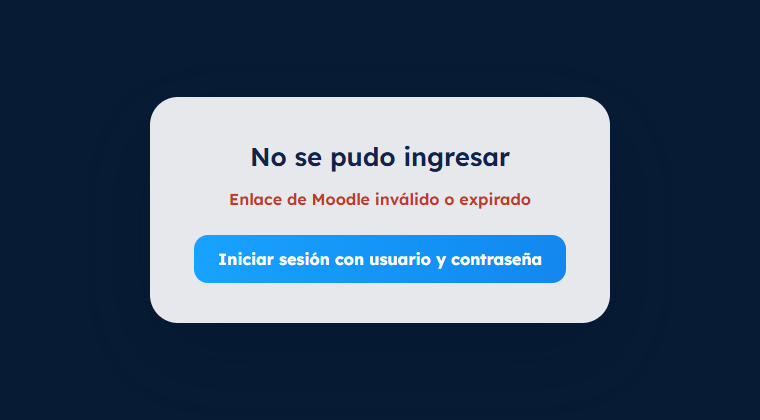 No se pudo ingresar
Enlace de Moodle inválido o expirado
Iniciar sesión con usuario y contraseña